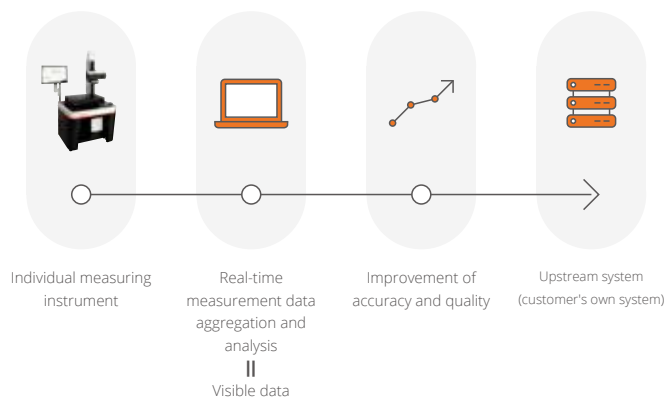 Individual measuring
instrument
Real-time
measurement data
aggregation and
analysis
Visible data
Improvement of
accuracy and quality
Upstream system
(customer's own system)